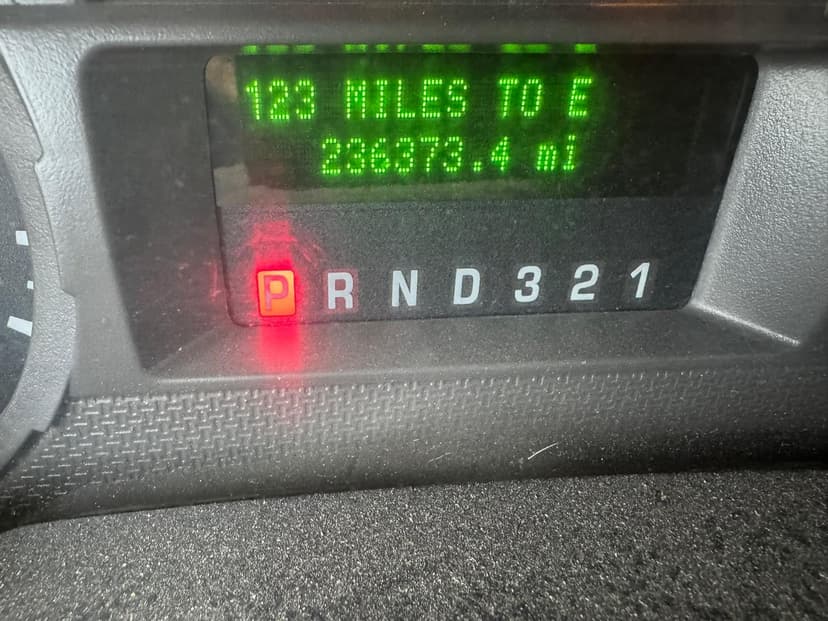 123 MILES TO E
236373.4 mi
P R N D 3 2 1